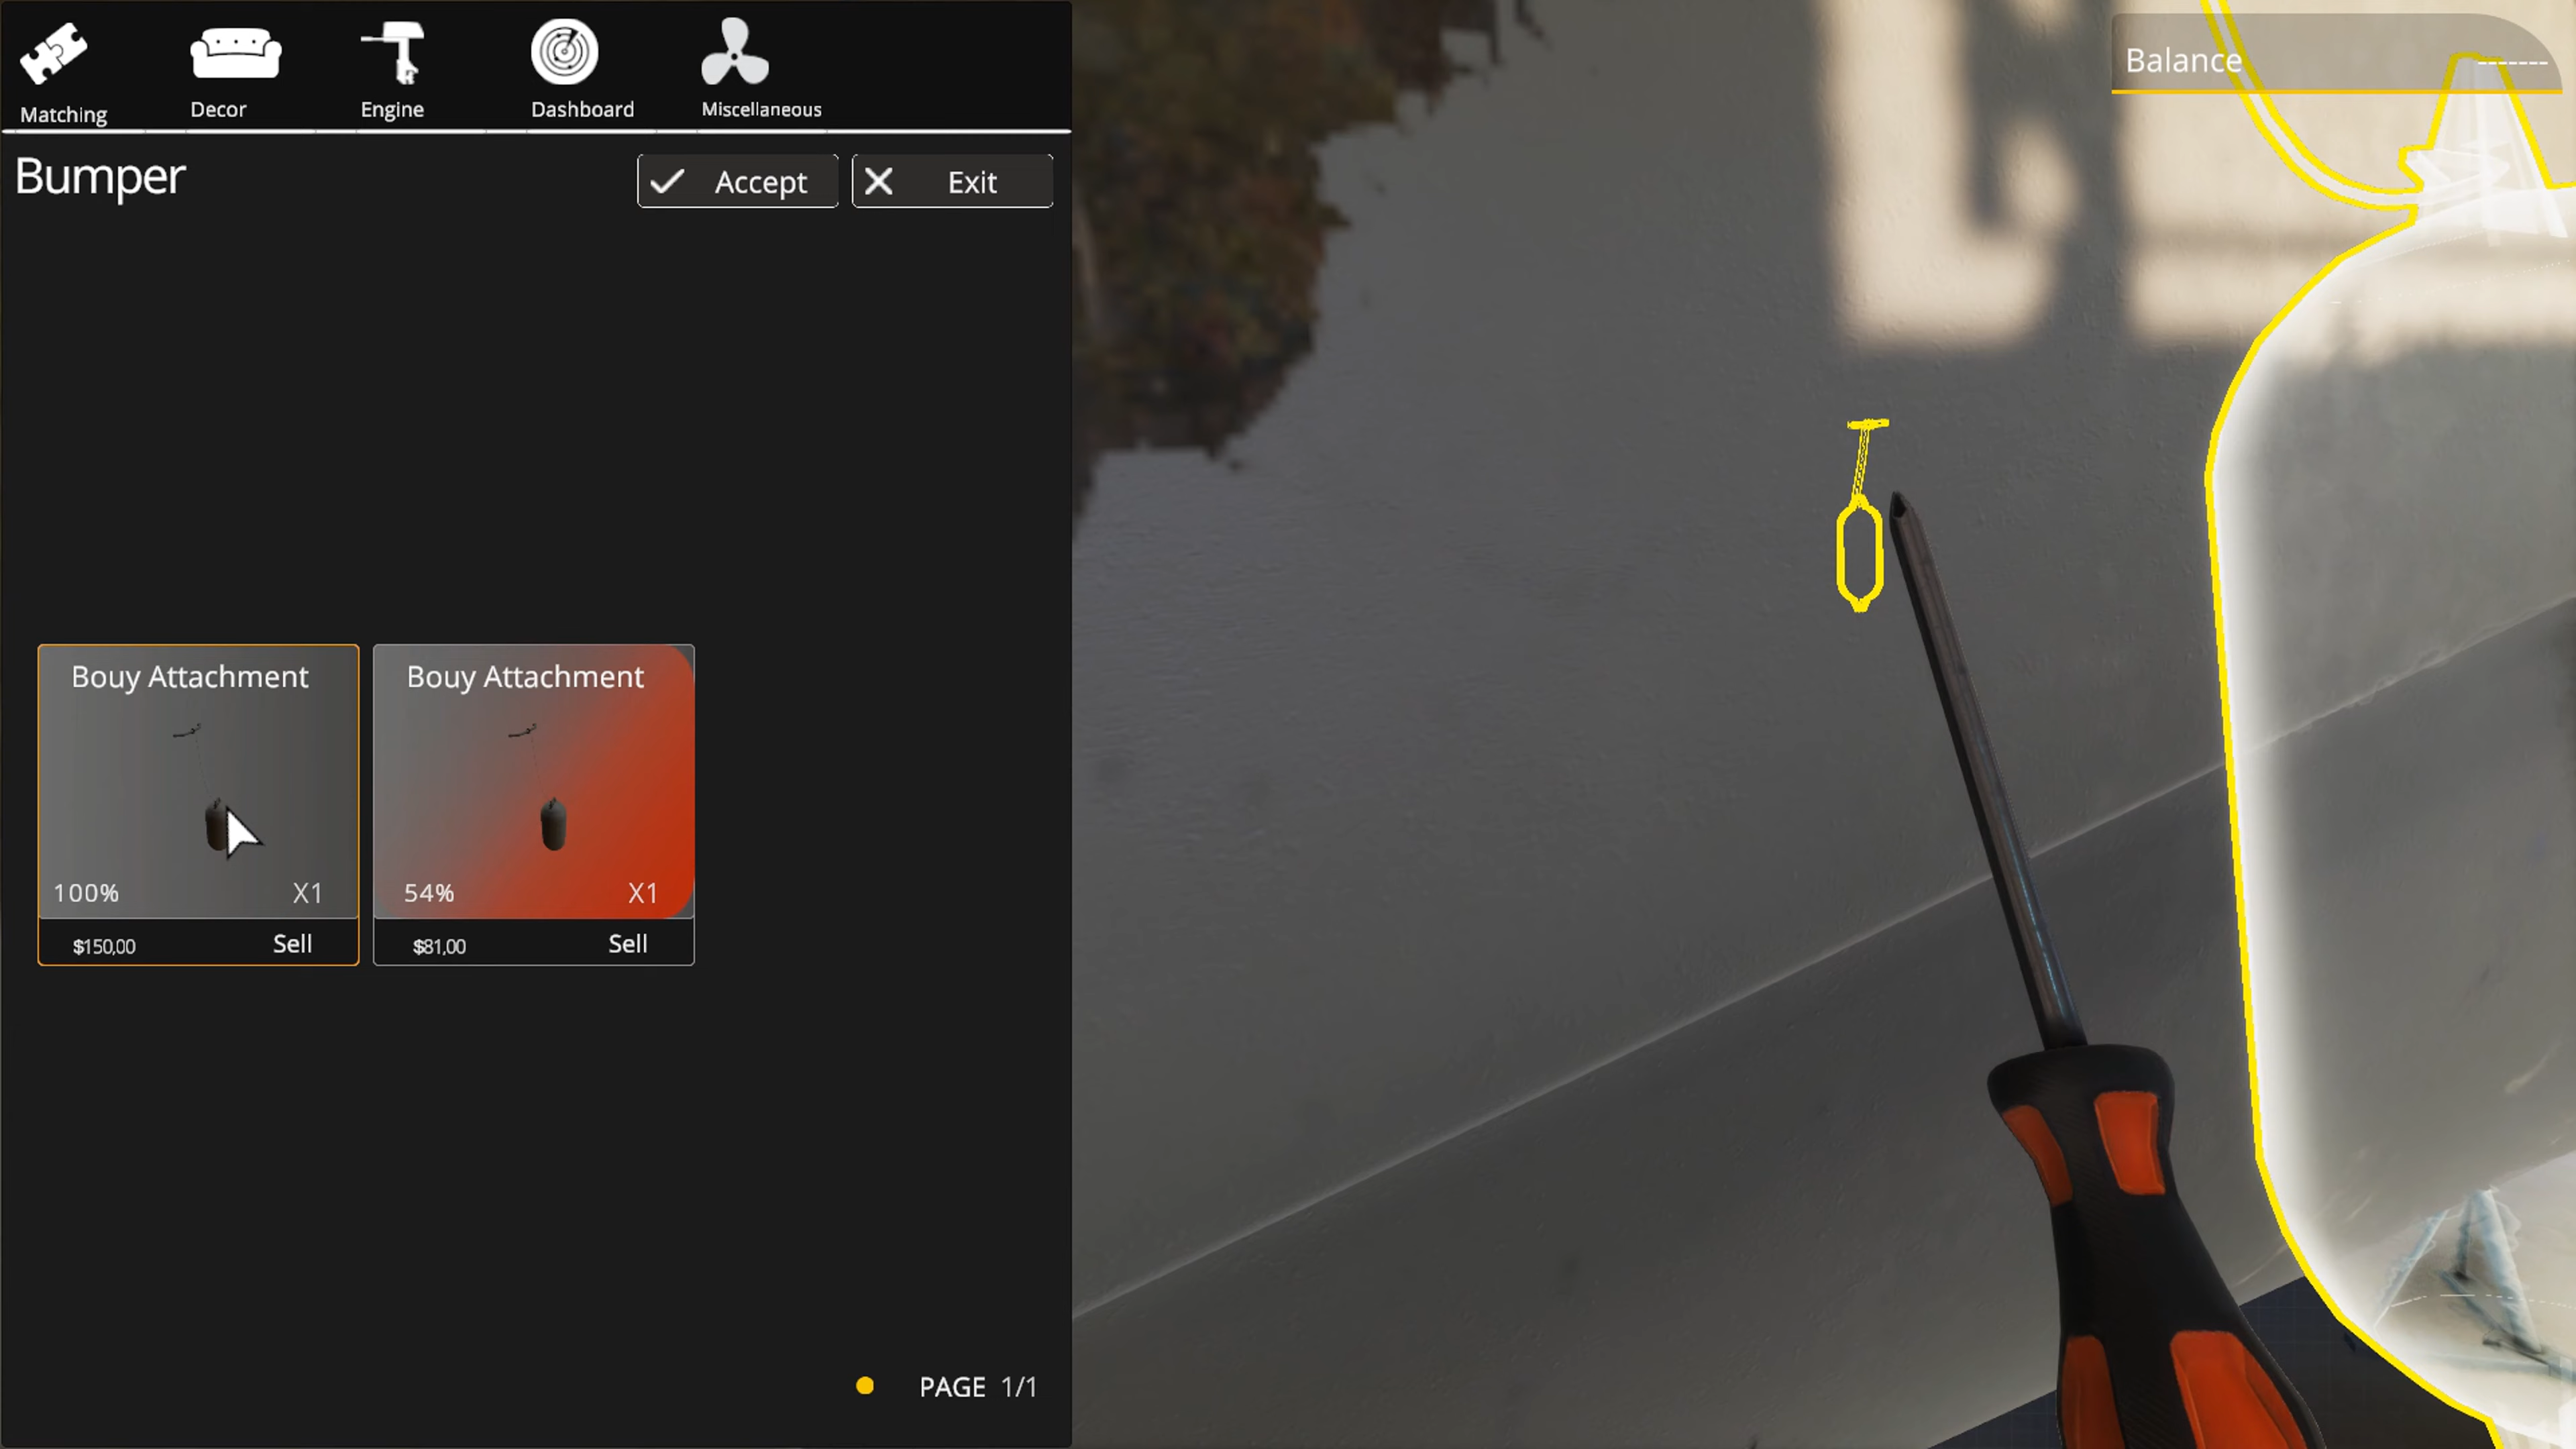 Matching
Decor
Engine
Dashboard
Miscellaneous
Balance -------
Bumper
Accept
Exit
Bouy Attachment
100% X1
$150,00 Sell
Bouy Attachment
54% X1
$81,00 Sell
PAGE 1/1